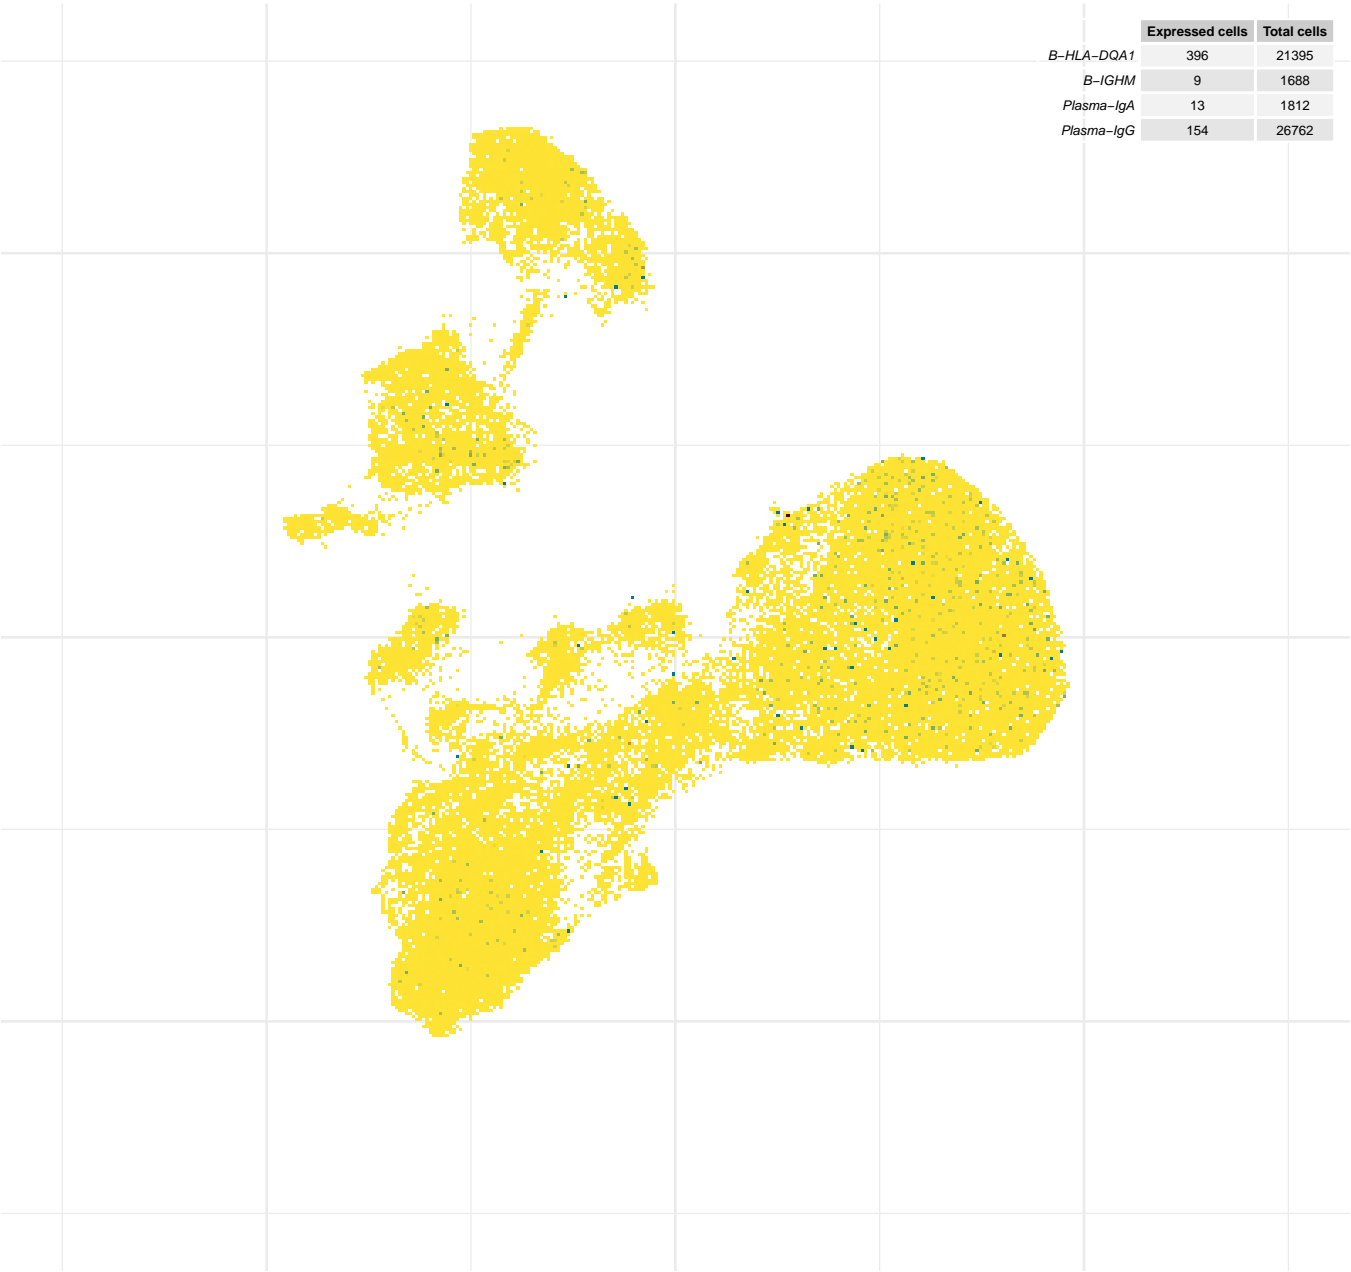 Expressed cells Total cells
B−HLA−DQA1 396 21395
B−IGHM 9 1688
Plasma−IgA 13 1812
Plasma−IgG 154 26762